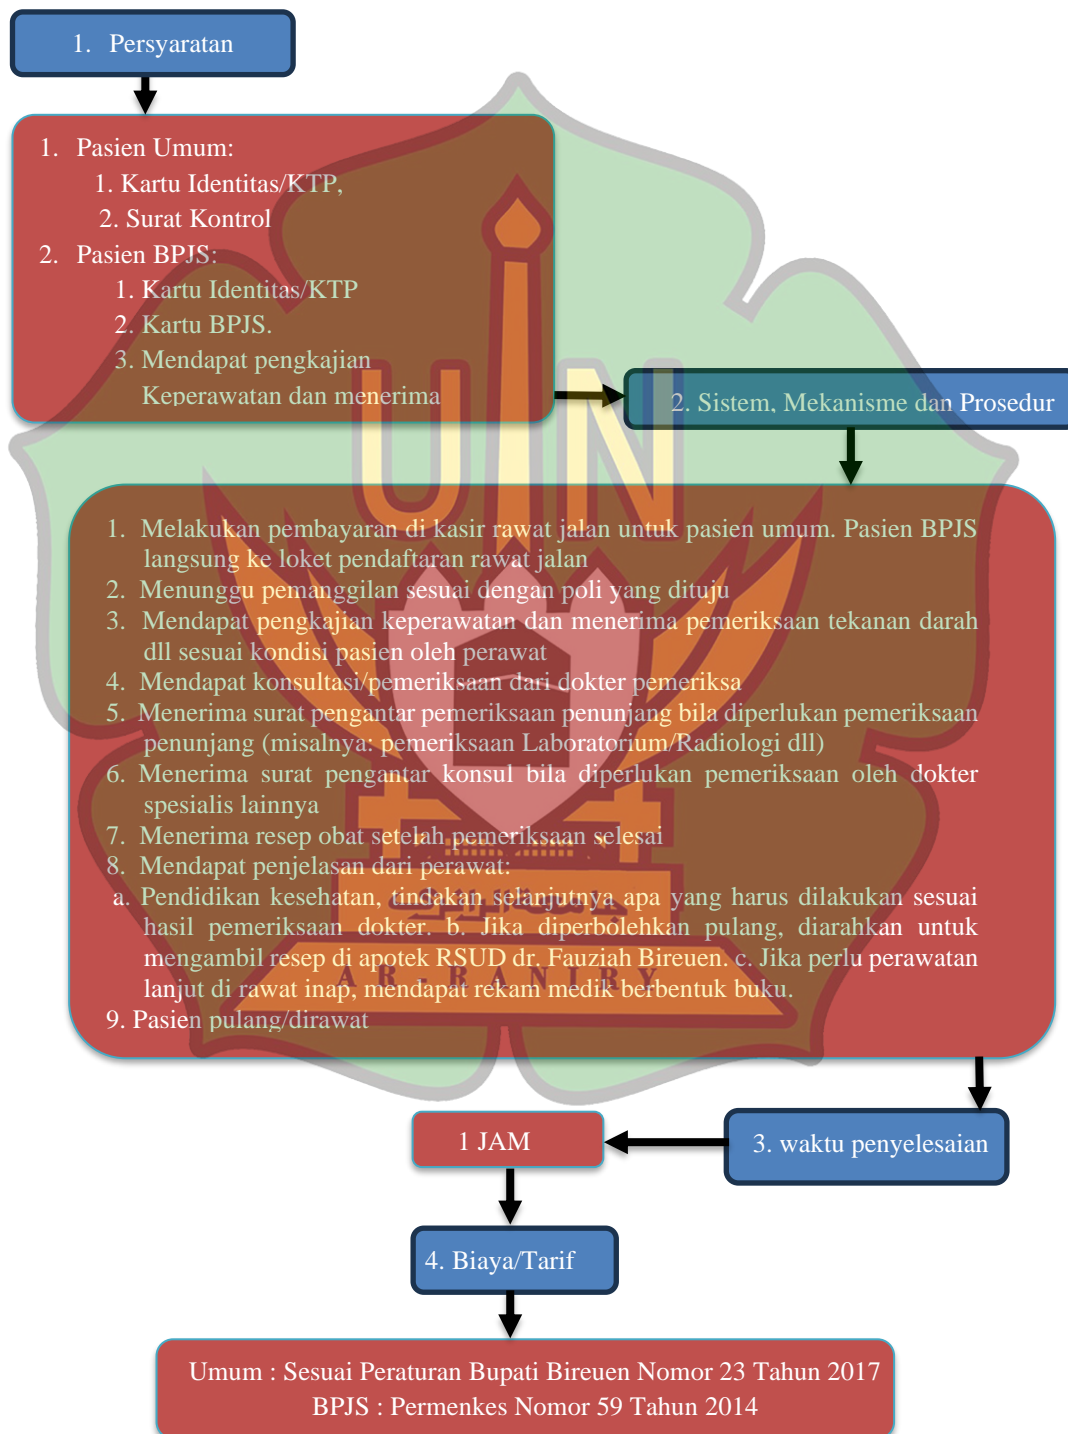 1. Persyaratan
1. Pasien Umum:
1. Kartu Identitas/KTP,
2. Surat Kontrol
2. Pasien BPJS:
1. Kartu Identitas/KTP
2. Kartu BPJS.
3. Mendapat pengkajian
Keperawatan dan menerima
2. Sistem, Mekanisme dan Prosedur
1. Melakukan pembayaran di kasir rawat jalan untuk pasien umum. Pasien BPJS
langsung ke loket pendaftaran rawat jalan
2. Menunggu pemanggilan sesuai dengan poli yang dituju
3. Mendapat pengkajian keperawatan dan menerima pemeriksaan tekanan darah
dll sesuai kondisi pasien oleh perawat
4. Mendapat konsultasi/pemeriksaan dari dokter pemeriksa
5. Menerima surat pengantar pemeriksaan penunjang bila diperlukan pemeriksaan
penunjang (misalnya: pemeriksaan Laboratorium/Radiologi dll)
6. Menerima surat pengantar konsul bila diperlukan pemeriksaan oleh dokter
spesialis lainnya
7. Menerima resep obat setelah pemeriksaan selesai
8. Mendapat penjelasan dari perawat:
a. Pendidikan kesehatan, tindakan selanjutnya apa yang harus dilakukan sesuai
hasil pemeriksaan dokter. b. Jika diperbolehkan pulang, diarahkan untuk
mengambil resep di apotek RSUD dr. Fauziah Bireuen. c. Jika perlu perawatan
lanjut di rawat inap, mendapat rekam medik berbentuk buku.
9. Pasien pulang/dirawat
UIN
جامعة الرانيري
AR-RANIRY
3. waktu penyelesaian
1 JAM
4. Biaya/Tarif
Umum : Sesuai Peraturan Bupati Bireuen Nomor 23 Tahun 2017
BPJS : Permenkes Nomor 59 Tahun 2014